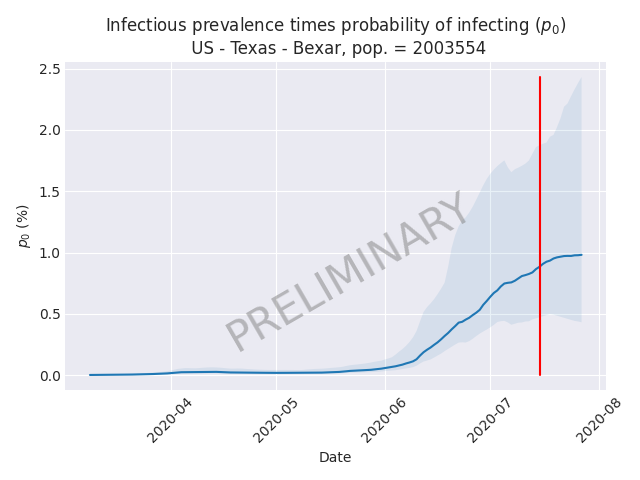 Infectious prevalence times probability of infecting (p₀)
US - Texas - Bexar, pop. = 2003554
2.5
2.0
1.5
1.0
0.5
0.0
p₀ (%)
PRELIMINARY
2020-04
2020-05
2020-06
2020-07
2020-08
Date